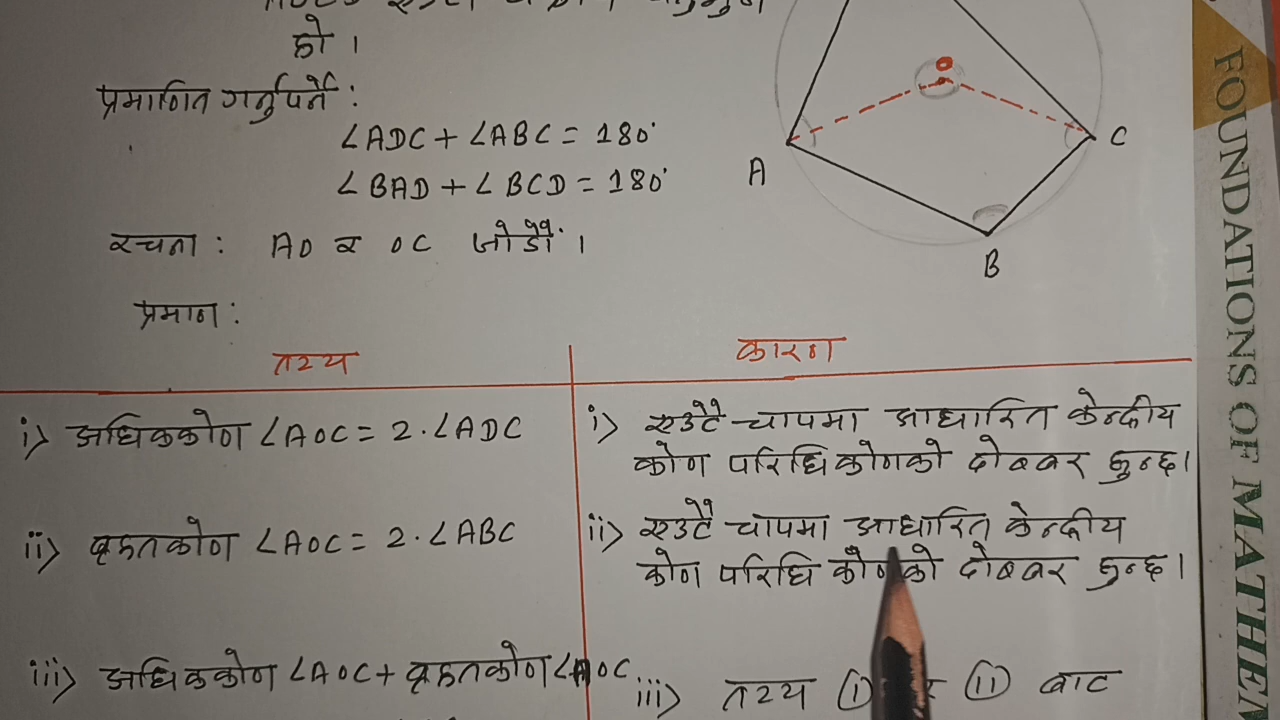 हो ।
प्रमाणित गर्नुपर्ने :
∠ADC + ∠ABC = 180°
∠BAD + ∠BCD = 180°
रचना : AO र OC जोडौं ।
प्रमान :
O
A
B
C
तथ्य
कारण
i) अधिककोण ∠AOC = 2.∠ADC
i) एउटै चापमा आधारित केन्द्रीय
कोण परिधि कोणको दोब्बर हुन्छ ।
ii) बृहतकोण ∠AOC = 2.∠ABC
ii) एउटै चापमा आधारित केन्द्रीय
कोण परिधि कोणको दोब्बर हुन्छ ।
iii) अधिककोण ∠AOC + बृहतकोण ∠AOC
iii) तथ्य (i) र (ii) बाट
FOUNDATIONS OF MATHEM